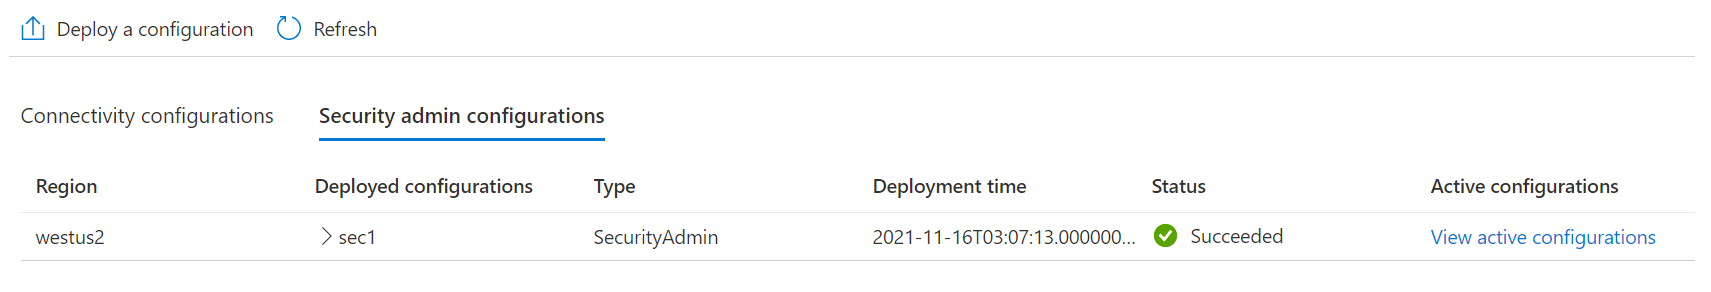 Deploy a configuration Refresh
Connectivity configurations Security admin configurations
Region Deployed configurations Type Deployment time Status Active configurations
westus2 sec1 SecurityAdmin 2021-11-16T03:07:13.000000... Succeeded View active configurations